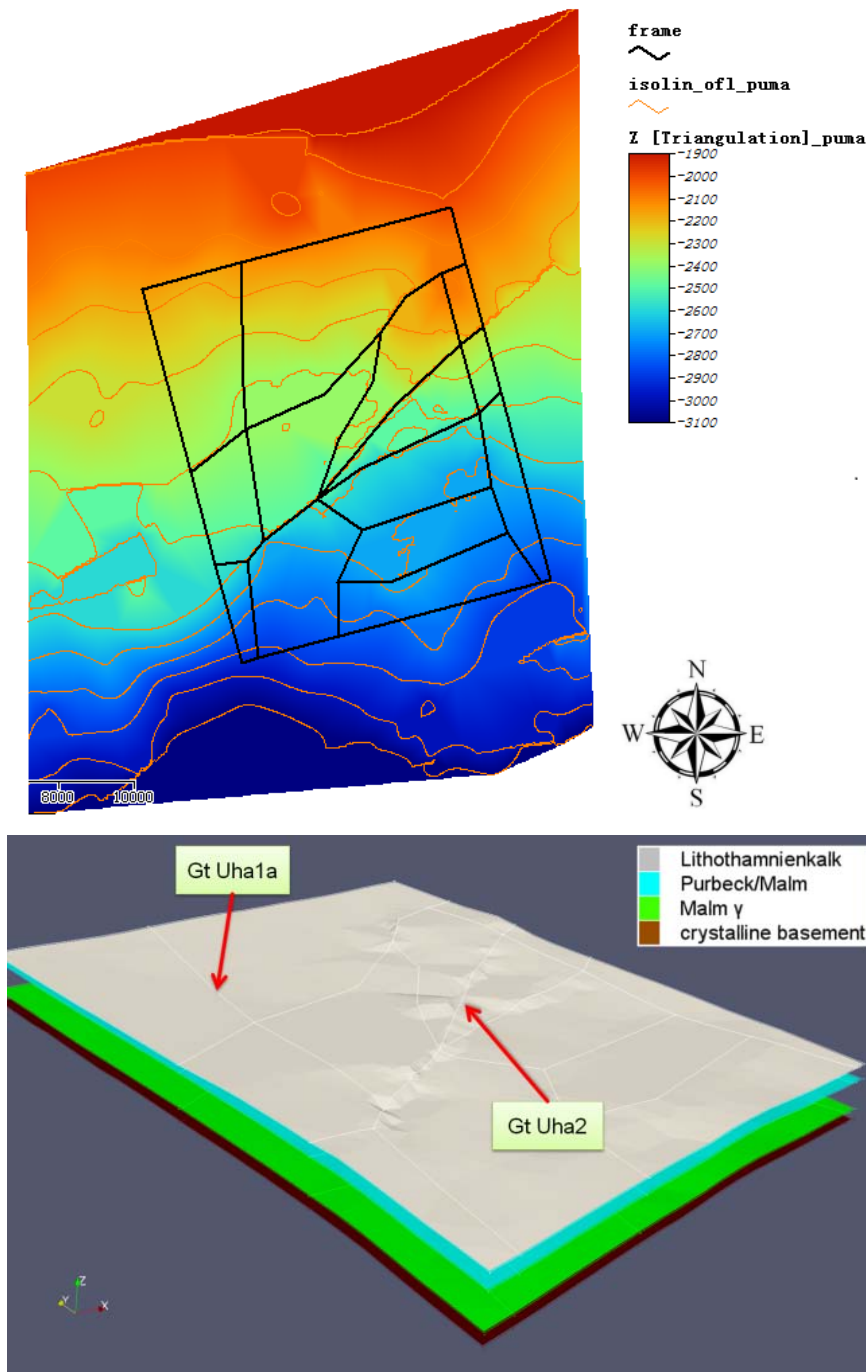 frame
isolin_ofl_puma
Z [Triangulation]_puma
-1900
-2000
-2100
-2200
-2300
-2400
-2500
-2600
-2700
-2800
-2900
-3000
-3100
N
W E
S
8000 10000
Gt Uha1a
Lithothamnienkalk
Purbeck/Malm
Malm γ
crystalline basement
Gt Uha2
Z
Y
X